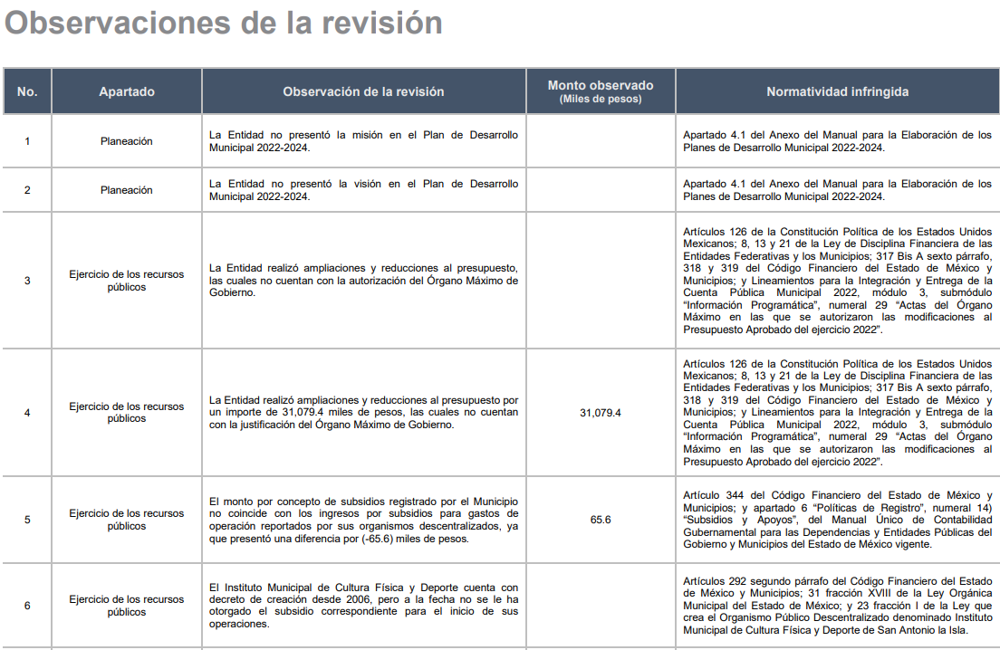 Observaciones de la revisión
No.
Apartado
Observación de la revisión
Monto observado
(Miles de pesos)
Normatividad infringida
1
Planeación
La Entidad no presentó la misión en el Plan de Desarrollo
Municipal 2022-2024.
Apartado 4.1 del Anexo del Manual para la Elaboración de los
Planes de Desarrollo Municipal 2022-2024.
2
Planeación
La Entidad no presentó la visión en el Plan de Desarrollo
Municipal 2022-2024.
Apartado 4.1 del Anexo del Manual para la Elaboración de los
Planes de Desarrollo Municipal 2022-2024.
3
Ejercicio de los recursos
públicos
La Entidad realizó ampliaciones y reducciones al presupuesto,
las cuales no cuentan con la autorización del Órgano Máximo de
Gobierno.
Artículos 126 de la Constitución Política de los Estados Unidos
Mexicanos; 8, 13 y 21 de la Ley de Disciplina Financiera de las
Entidades Federativas y los Municipios; 317 Bis A sexto párrafo,
318 y 319 del Código Financiero del Estado de México y
Municipios; y Lineamientos para la Integración y Entrega de la
Cuenta Pública Municipal 2022, módulo 3, submódulo
“Información Programática”, numeral 29 “Actas del Órgano
Máximo en las que se autorizaron las modificaciones al
Presupuesto Aprobado del ejercicio 2022”.
4
Ejercicio de los recursos
públicos
La Entidad realizó ampliaciones y reducciones al presupuesto por
un importe de 31,079.4 miles de pesos, las cuales no cuentan
con la justificación del Órgano Máximo de Gobierno.
31,079.4
Artículos 126 de la Constitución Política de los Estados Unidos
Mexicanos; 8, 13 y 21 de la Ley de Disciplina Financiera de las
Entidades Federativas y los Municipios; 317 Bis A sexto párrafo,
318 y 319 del Código Financiero del Estado de México y
Municipios; y Lineamientos para la Integración y Entrega de la
Cuenta Pública Municipal 2022, módulo 3, submódulo
“Información Programática”, numeral 29 “Actas del Órgano
Máximo en las que se autorizaron las modificaciones al
Presupuesto Aprobado del ejercicio 2022”.
5
Ejercicio de los recursos
públicos
El monto por concepto de subsidios registrado por el Municipio
no coincide con los ingresos por subsidios para gastos de
operación reportados por sus organismos descentralizados, ya
que presentó una diferencia por (-65.6) miles de pesos.
65.6
Artículo 344 del Código Financiero del Estado de México y
Municipios; y apartado 6 “Políticas de Registro”, numeral 14)
“Subsidios y Apoyos”, del Manual Único de Contabilidad
Gubernamental para las Dependencias y Entidades Públicas del
Gobierno y Municipios del Estado de México vigente.
6
Ejercicio de los recursos
públicos
El Instituto Municipal de Cultura Física y Deporte cuenta con
decreto de creación desde 2006, pero a la fecha no se le ha
otorgado el subsidio correspondiente para el inicio de sus
operaciones.
Artículos 292 segundo párrafo del Código Financiero del Estado
de México y Municipios; 31 fracción XVIII de la Ley Orgánica
Municipal del Estado de México; y 23 fracción I de la Ley que
crea el Organismo Público Descentralizado denominado Instituto
Municipal de Cultura Física y Deporte de San Antonio la Isla.